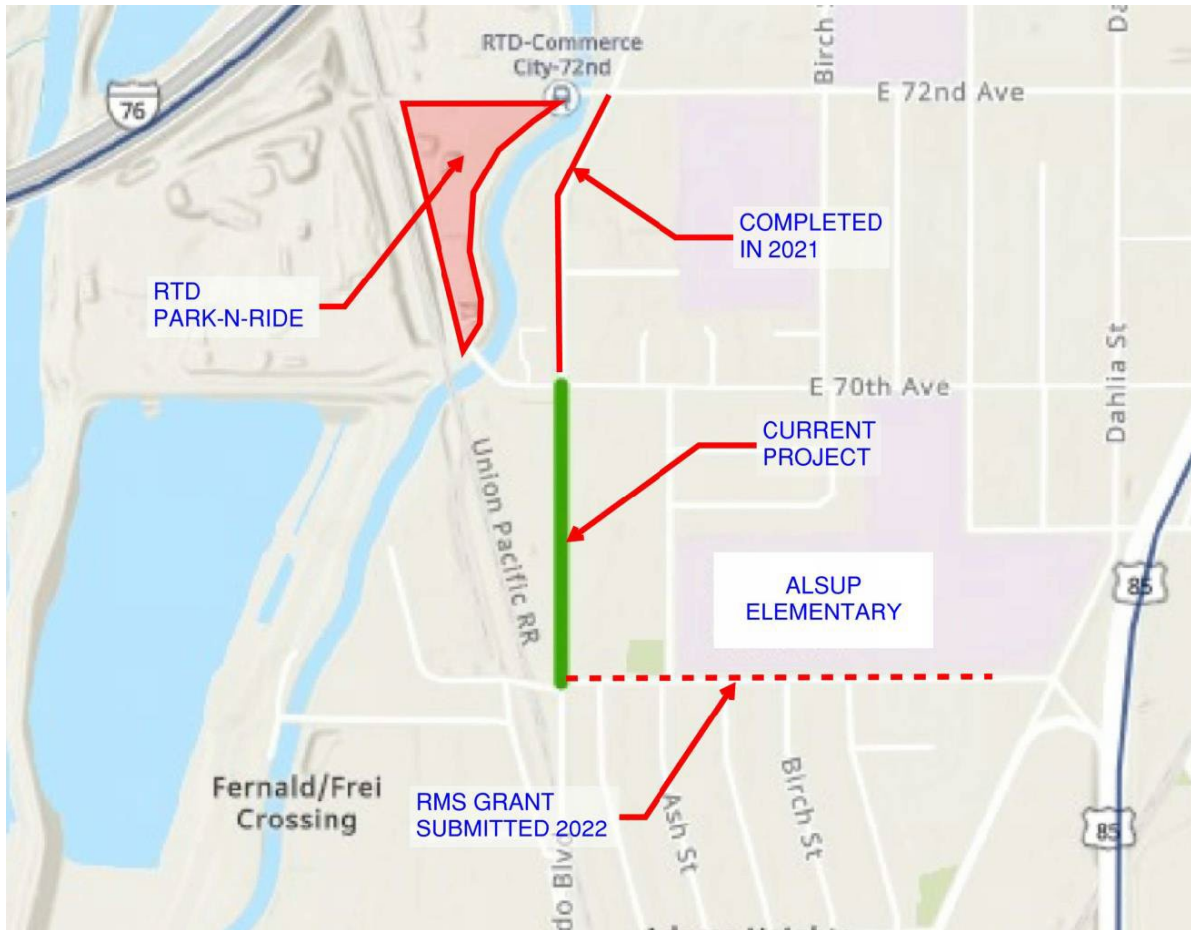 RTD-Commerce
City-72nd
Birch
E 72nd Ave
76
COMPLETED
IN 2021
RTD
PARK-N-RIDE
Dahlia St
E 70th Ave
CURRENT
PROJECT
Union Pacific RR
ALSUP
ELEMENTARY
85
Fernald/Frei
Crossing
RMS GRANT
SUBMITTED 2022
Ash St
Birch St
85